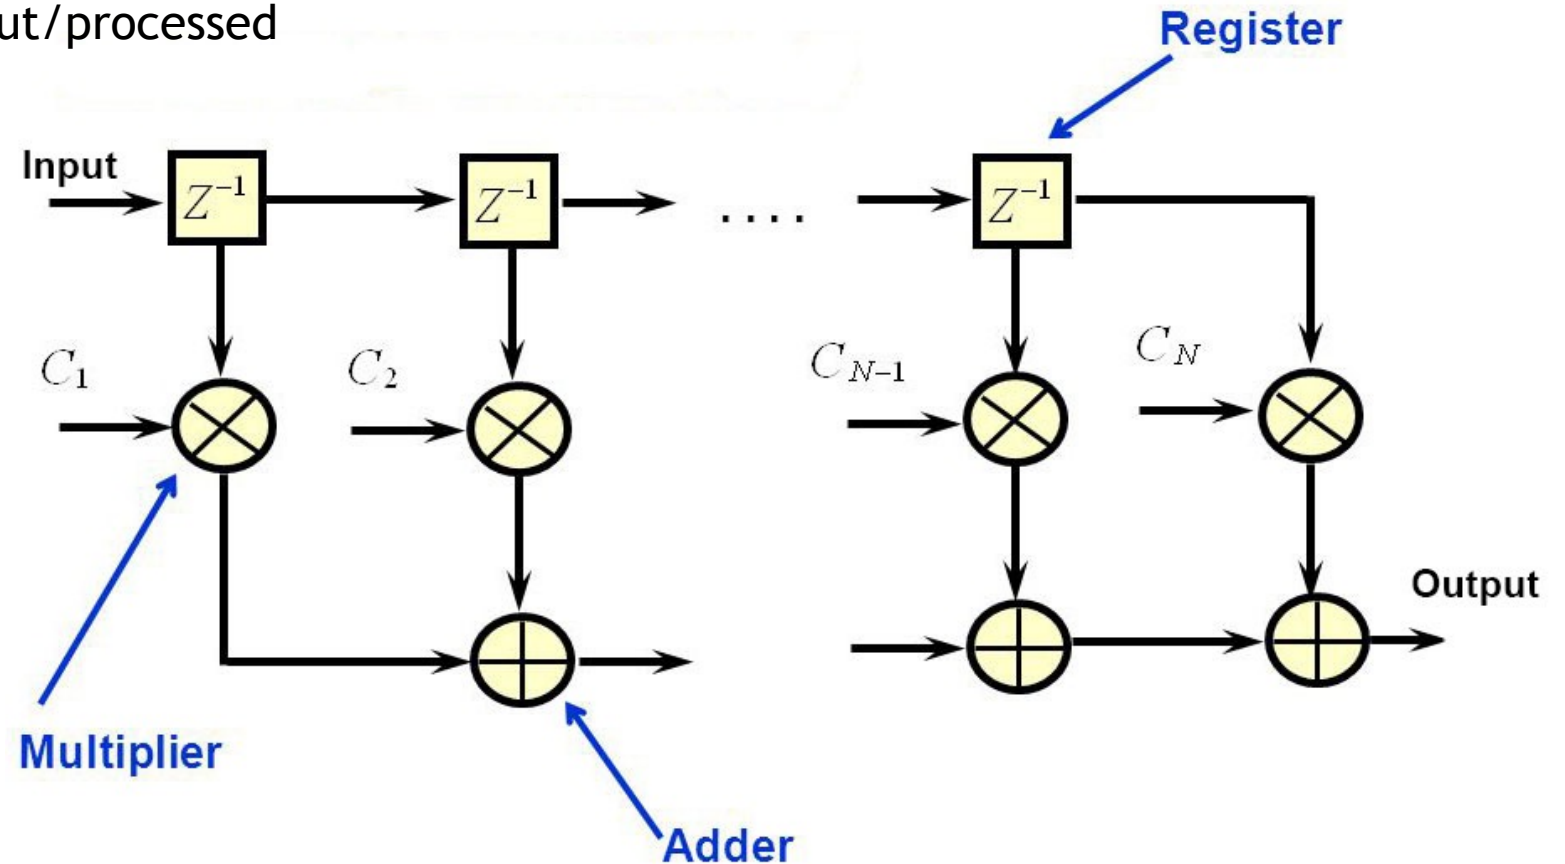 ut/processed
Register
Input
Z⁻¹ Z⁻¹ .... Z⁻¹
C₁ C₂ C_{N-1} C_N
Output
Multiplier
Adder